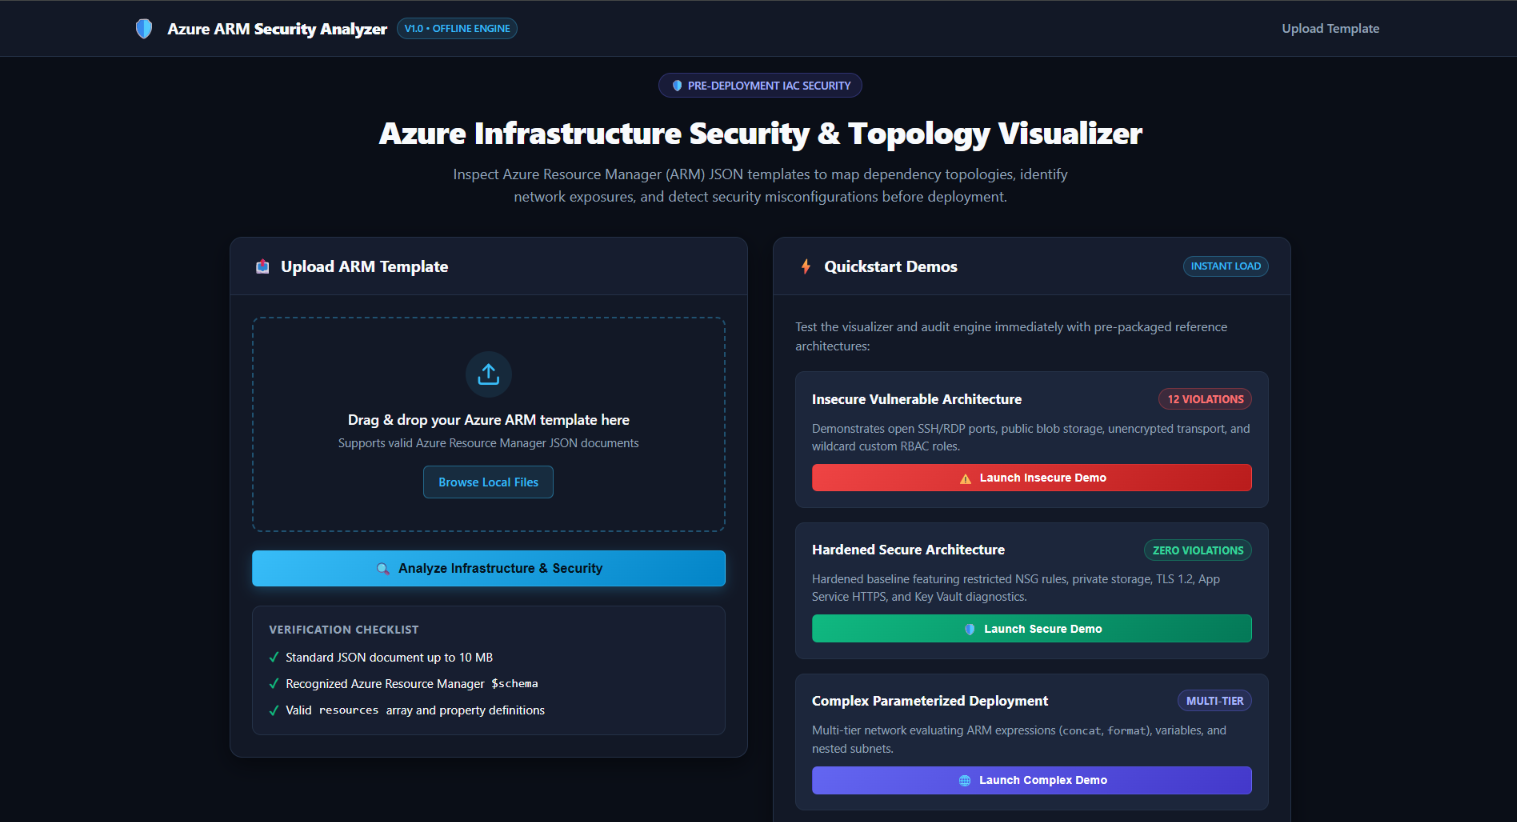 Azure ARM Security Analyzer
V1.0 • OFFLINE ENGINE
Upload Template
PRE-DEPLOYMENT IAC SECURITY
Azure Infrastructure Security & Topology Visualizer
Inspect Azure Resource Manager (ARM) JSON templates to map dependency topologies, identify
network exposures, and detect security misconfigurations before deployment.
Upload ARM Template
Drag & drop your Azure ARM template here
Supports valid Azure Resource Manager JSON documents
Browse Local Files
Analyze Infrastructure & Security
VERIFICATION CHECKLIST
✓ Standard JSON document up to 10 MB
✓ Recognized Azure Resource Manager $schema
✓ Valid resources array and property definitions
Quickstart Demos
INSTANT LOAD
Test the visualizer and audit engine immediately with pre-packaged reference
architectures:
Insecure Vulnerable Architecture
12 VIOLATIONS
Demonstrates open SSH/RDP ports, public blob storage, unencrypted transport, and
wildcard custom RBAC roles.
Launch Insecure Demo
Hardened Secure Architecture
ZERO VIOLATIONS
Hardened baseline featuring restricted NSG rules, private storage, TLS 1.2, App
Service HTTPS, and Key Vault diagnostics.
Launch Secure Demo
Complex Parameterized Deployment
MULTI-TIER
Multi-tier network evaluating ARM expressions (concat, format), variables, and
nested subnets.
Launch Complex Demo